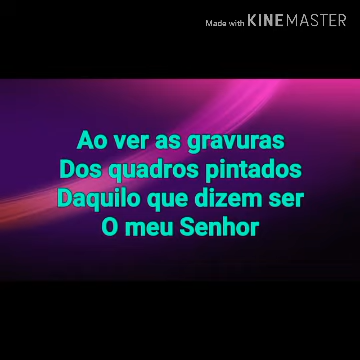 Made with KINEMASTER
Ao ver as gravuras
Dos quadros pintados
Daquilo que dizem ser
O meu Senhor